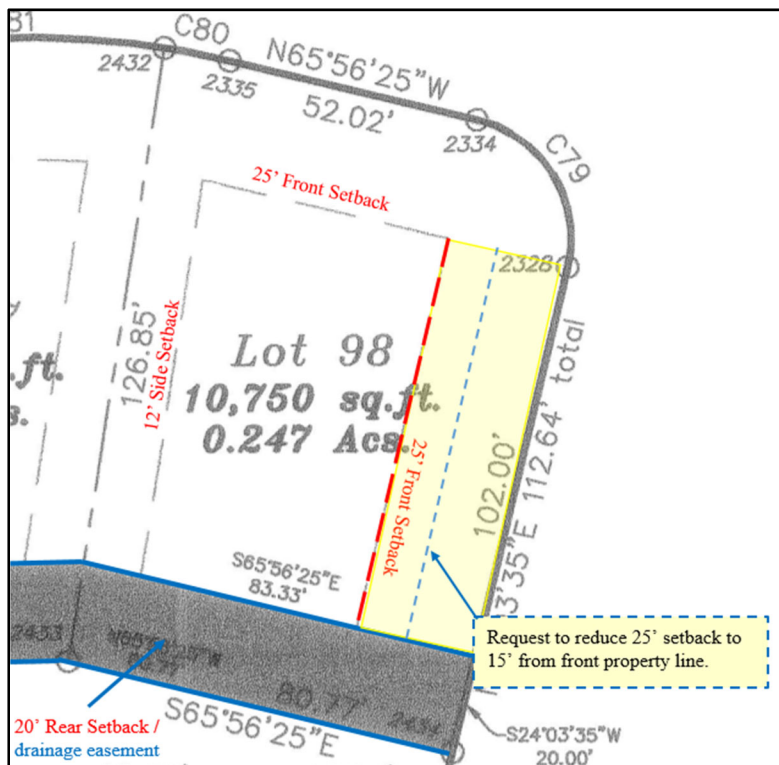 31
C80
2432
2335
N65°56'25"W
52.02'
2334
C79
25' Front Setback
2328
126.85'
12' Side Setback
Lot 98
10,750 sq.ft.
0.247 Acs.
.ft.
s.
25' Front Setback
102.00'
3'35"E 112.64' total
S65°56'25"E
83.33'
Request to reduce 25' setback to
15' from front property line.
2433
80.77'
2434
S65°56'25"E
20' Rear Setback /
drainage easement
S24°03'35"W
20.00'